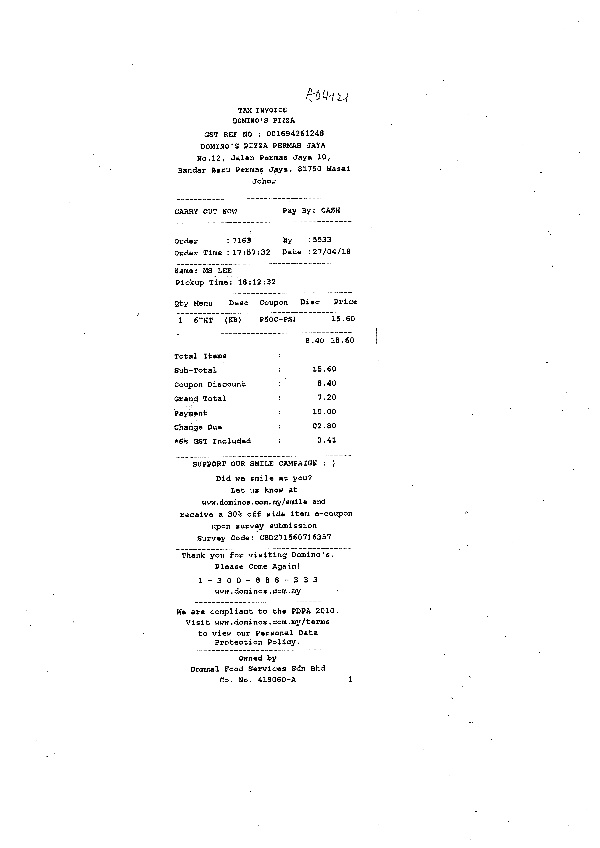 TAX INVOICE
DOMINO'S PIZZA
GST REF NO : 001694261248
DOMINO'S PIZZA PERMAS JAYA
No.12, Jalan Permas Jaya 10,
Bandar Baru Permas Jaya, 81750 Masai
Johor
CARRY OUT NOW Pay By: CASH
Order :7163 By :5533
Order Time :17:57:32 Date :27/04/18
Name: MS LEE
Pickup Time: 18:12:32
Qty Menu Desc Coupon Disc Price
1 6"HT (KB) 15.60
8.40
Total Items :
Sub-Total : 15.60
Coupon Discount : 8.40
Grand Total : 7.20
Payment : 10.00
Change Due : 02.80
*6% GST Included : 0.41
SUPPORT OUR SMILE CAMPAIGN : )
Did we smile at you?
Let us know at
www.dominos.com.my/smile and
receive a 30% off side item e-coupon
upon survey submission
Survey Code:
Thank you for visiting Domino's.
Please Come Again!
1 - 3 0 0 - 8 8 8 - 3 3 3
www.dominos.com.my
We are compliant to the PDPA 2010.
Visit www.dominos.com.my/terms
to view our Personal Data
Protection Policy.
Owned by
Dommal Food Services Sdn Bhd
Co. No. 419060-A 1